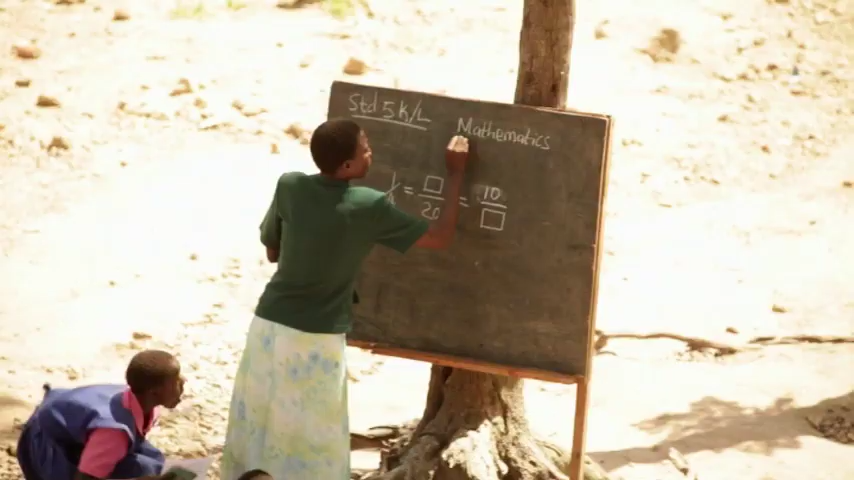 Std 5 K/L
Mathematics
= □/20 = 10/□